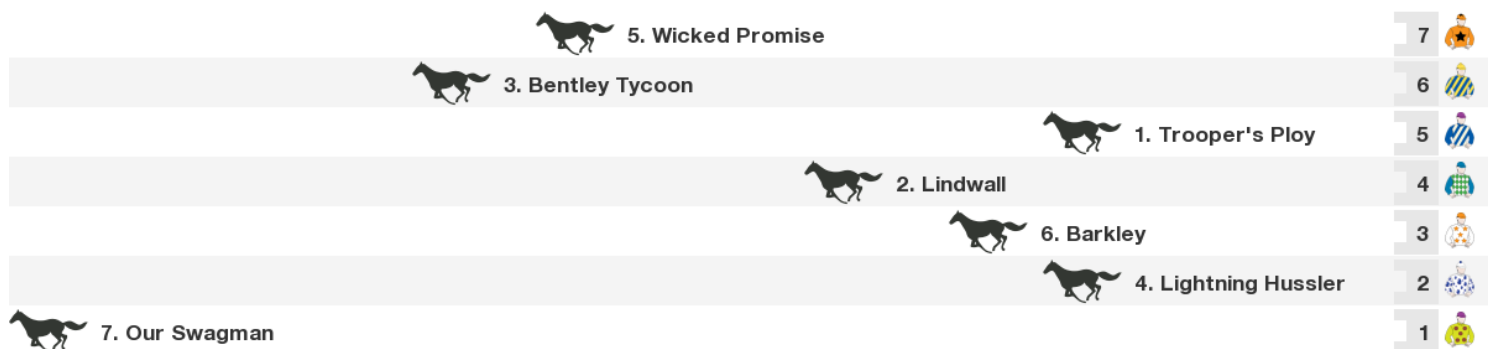 5. Wicked Promise 7
3. Bentley Tycoon 6
1. Trooper's Ploy 5
2. Lindwall 4
6. Barkley 3
4. Lightning Hussler 2
7. Our Swagman 1